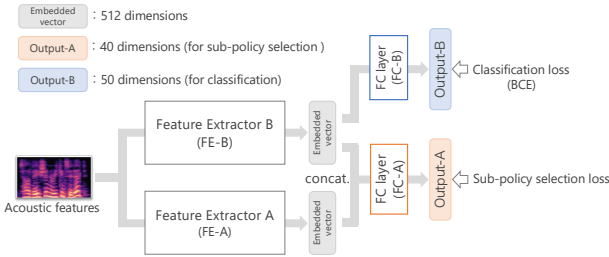 Embedded
vector
: 512 dimensions
Output-A
: 40 dimensions (for sub-policy selection )
Output-B
: 50 dimensions (for classification)
Acoustic features
Feature Extractor B
(FE-B)
Feature Extractor A
(FE-A)
Embedded
vector
concat.
Embedded
vector
FC layer
(FC-B)
FC layer
(FC-A)
Output-B
Output-A
Classification loss
(BCE)
Sub-policy selection loss